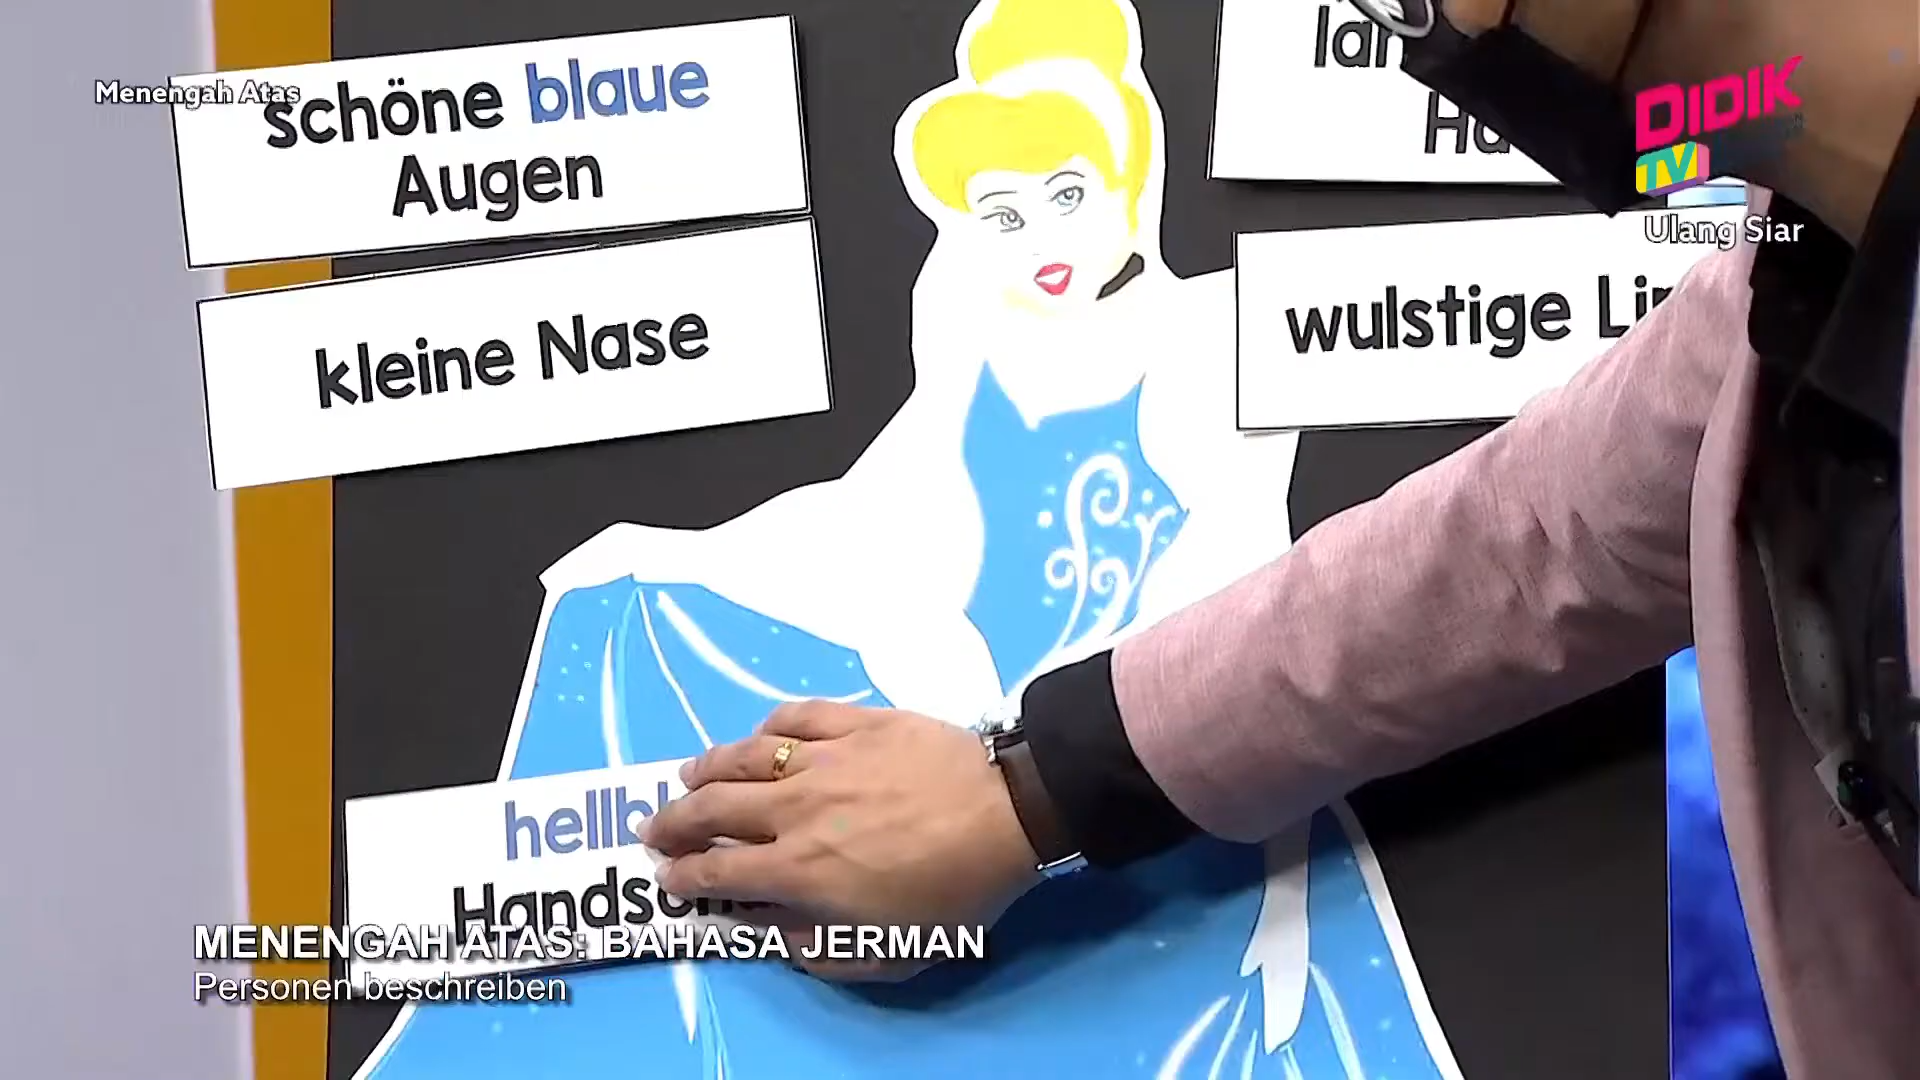 Menengah Atas
schöne blaue
Augen
kleine Nase
wulstige
DIDIK
TV
Ulang Siar
MENENGAH ATAS: BAHASA JERMAN
Personen beschreiben